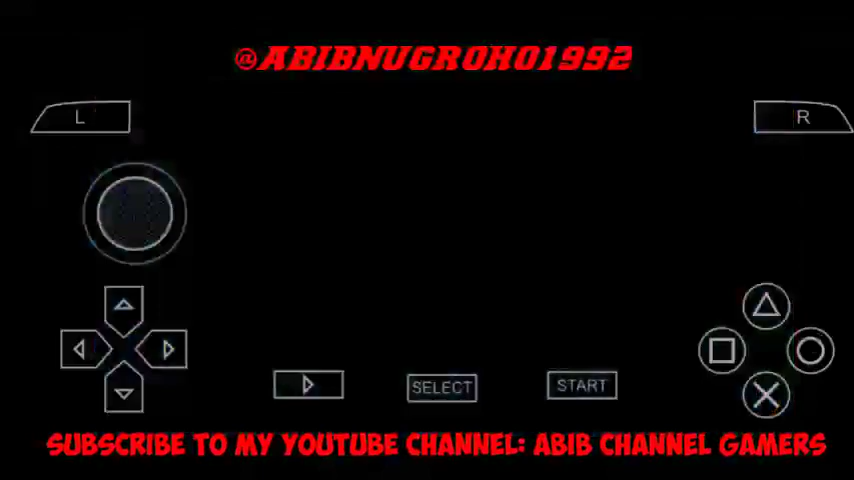 @ABIBNUGROHO1992
L
R
SELECT
START
SUBSCRIBE TO MY YOUTUBE CHANNEL: ABIB CHANNEL GAMERS